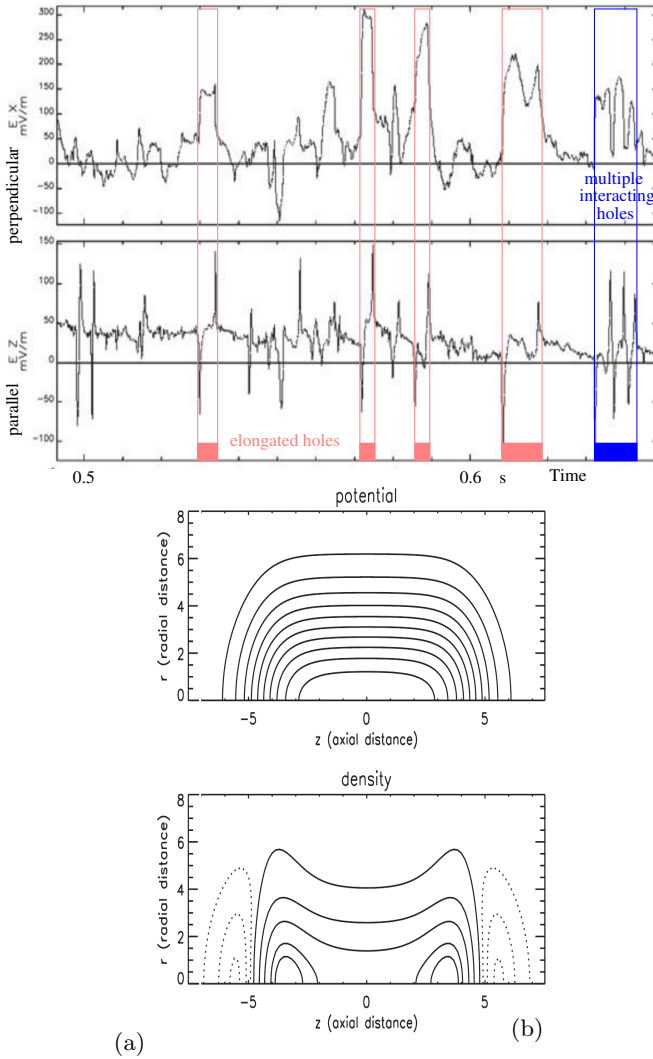 300
250
200
150
100
50
0
−50
−100
E_X
mV/m
perpendicular
multiple
interacting
holes
150
100
50
0
−50
−100
E_Z
mV/m
parallel
elongated holes
0.5
0.6
s
Time
potential
8
6
4
2
0
r (radial distance)
−5
0
5
z (axial distance)
density
8
6
4
2
0
r (radial distance)
−5
0
5
z (axial distance)
(a)
(b)